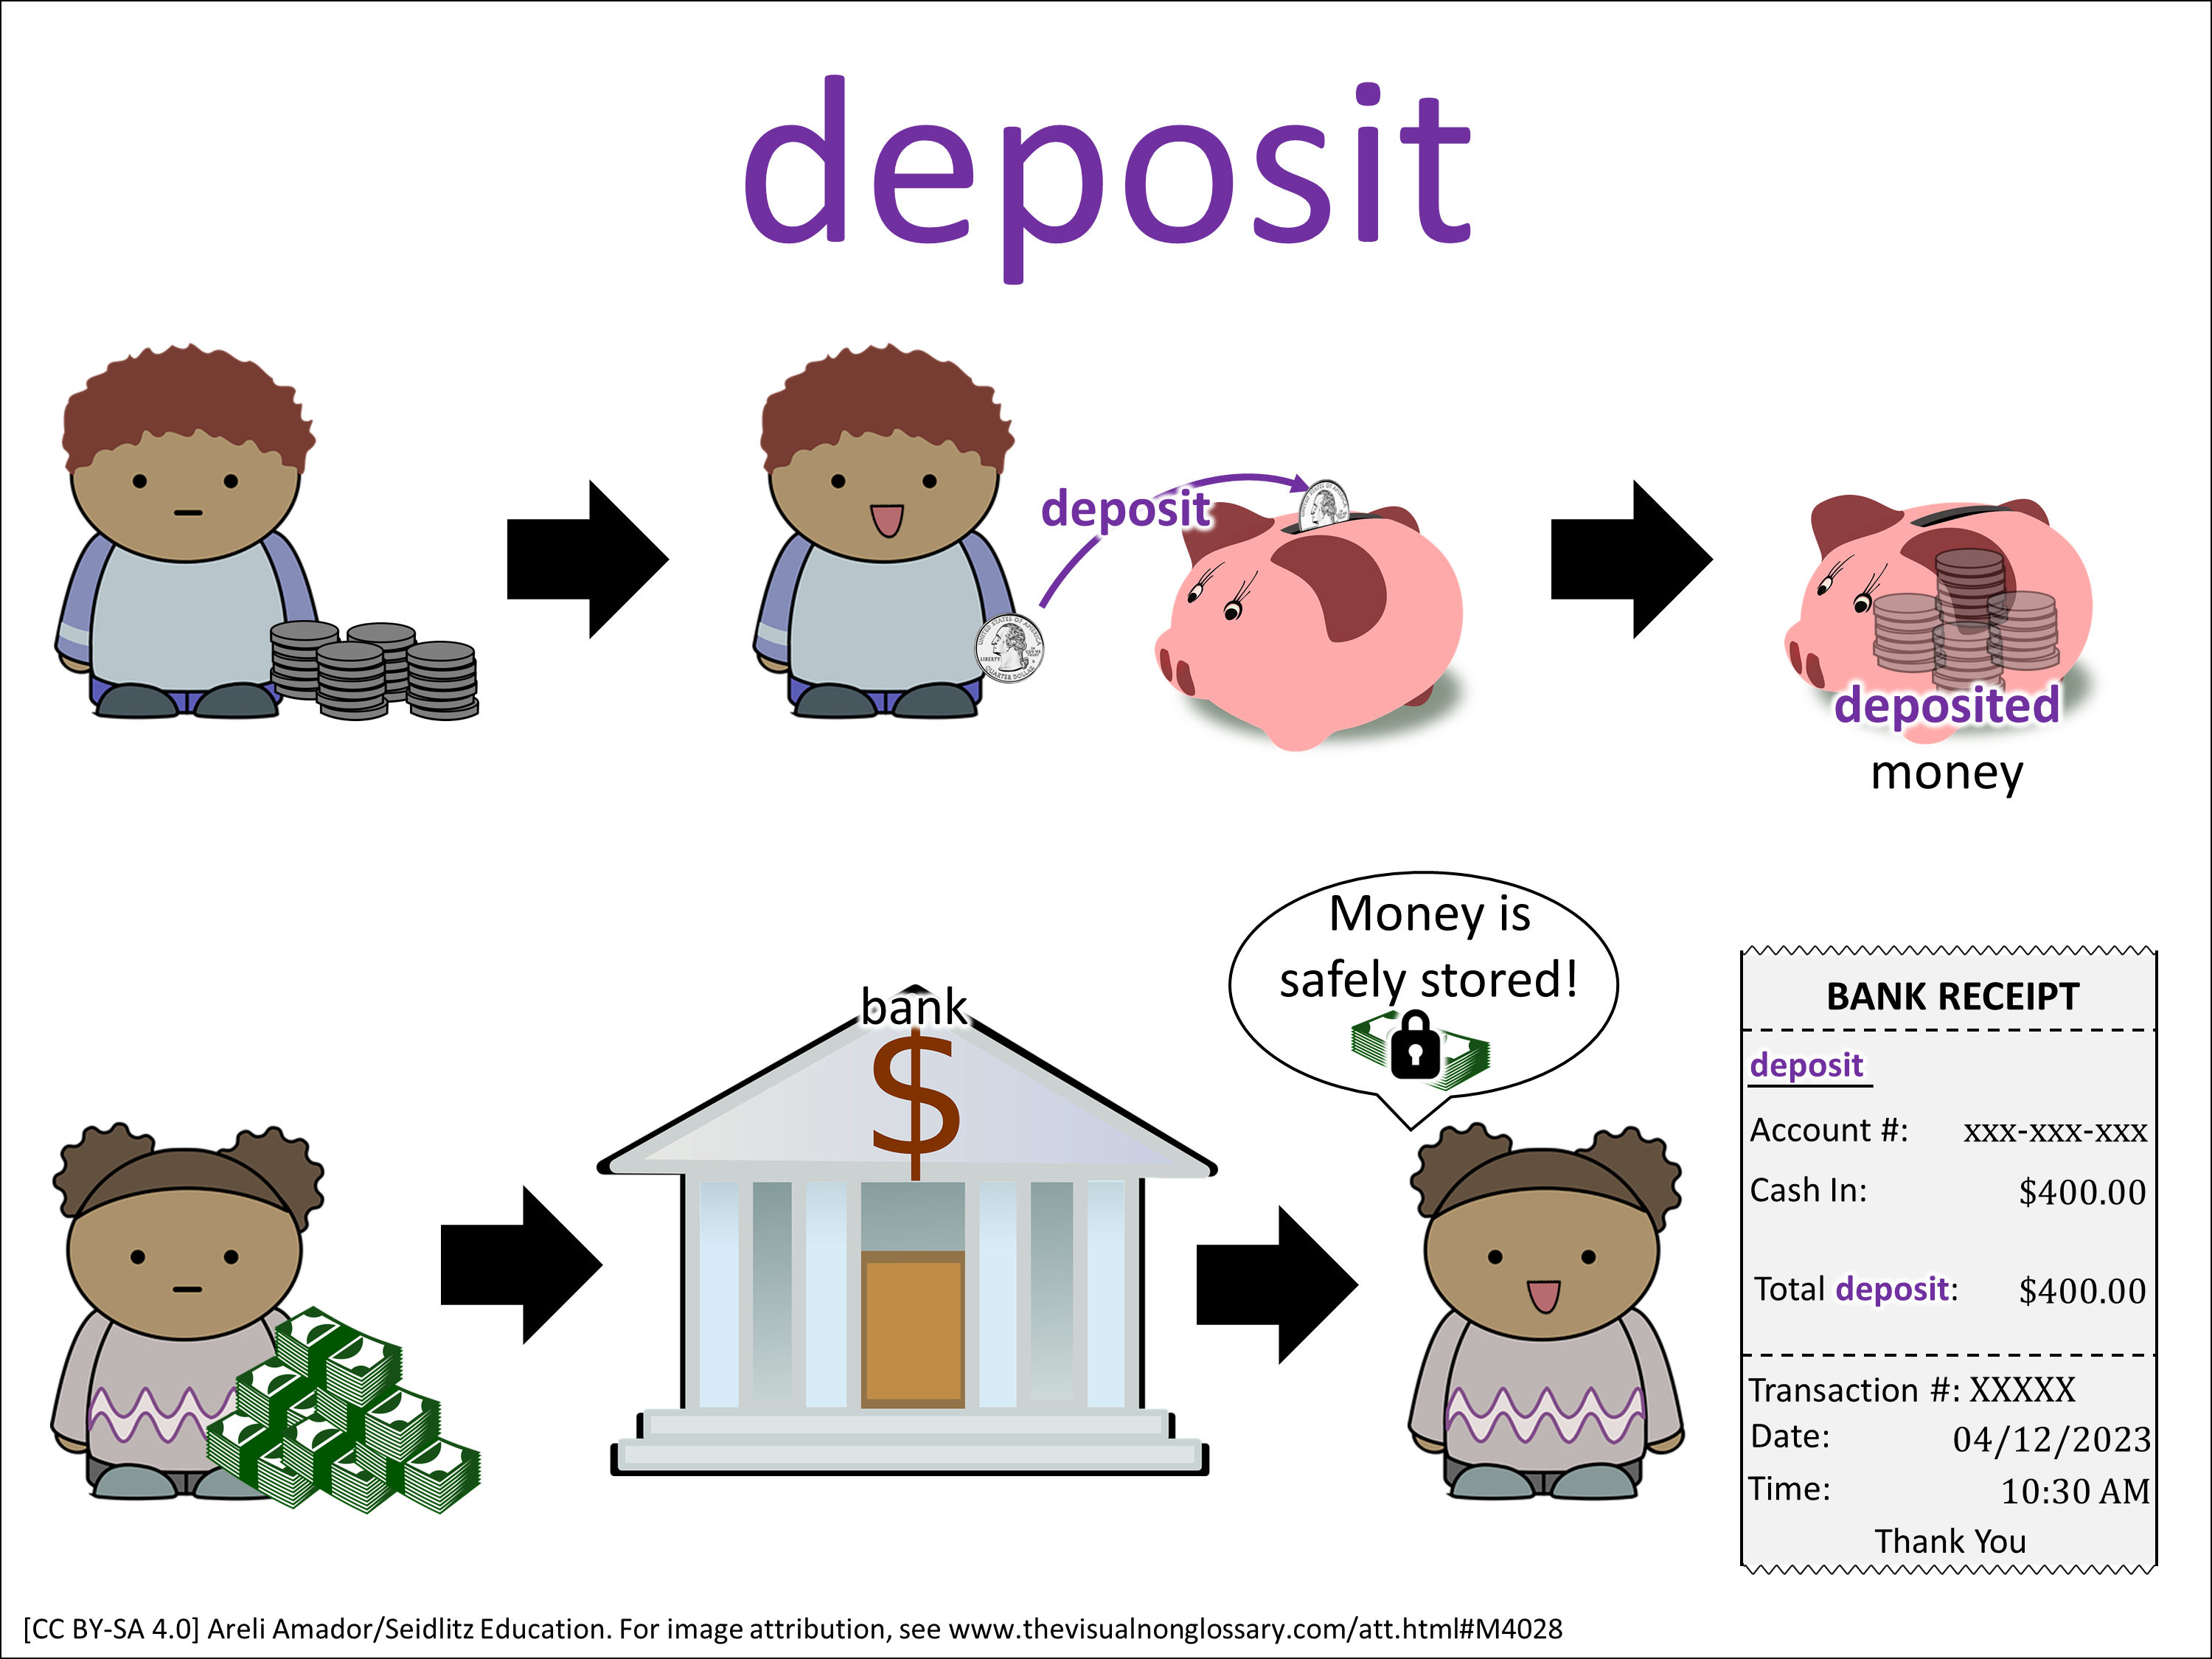 deposit
deposit
deposited
money
bank
$
Money is
safely stored!
BANK RECEIPT
deposit
Account #: xxx-xxx-xxx
Cash In: $400.00
Total deposit: $400.00
Transaction #: XXXXX
Date: 04/12/2023
Time: 10:30 AM
Thank You
[CC BY-SA 4.0] Areli Amador/Seidlitz Education. For image attribution, see www.thevisualnonglossary.com/att.html#M4028